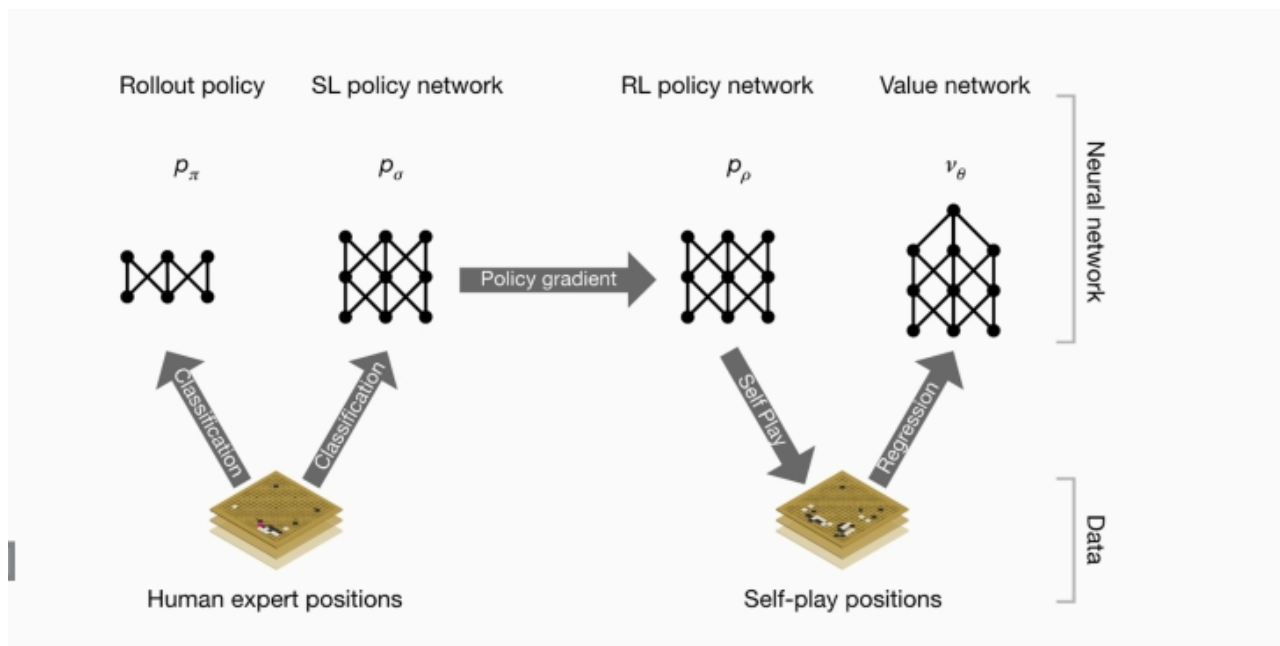 Rollout policy
SL policy network
RL policy network
Value network
pπ
pσ
pρ
νθ
Neural network
Policy gradient
Classification
Classification
Self Play
Regression
Data
Human expert positions
Self-play positions